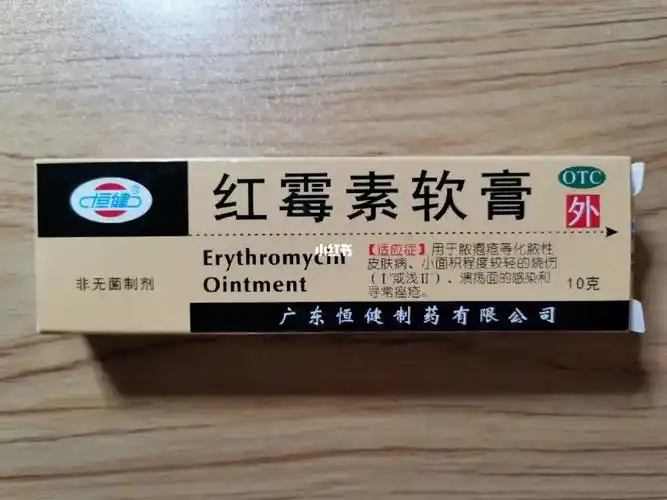 恒健
红霉素软膏
OTC
外
Erythromycin
Ointment
【适应症】用于脓疱疮等化脓性
皮肤病、小面积程度较轻的烧伤
(Ⅰ°或浅Ⅱ°)、溃疡面的感染和
寻常痤疮。
非无菌制剂
10克
广东恒健制药有限公司
小红书